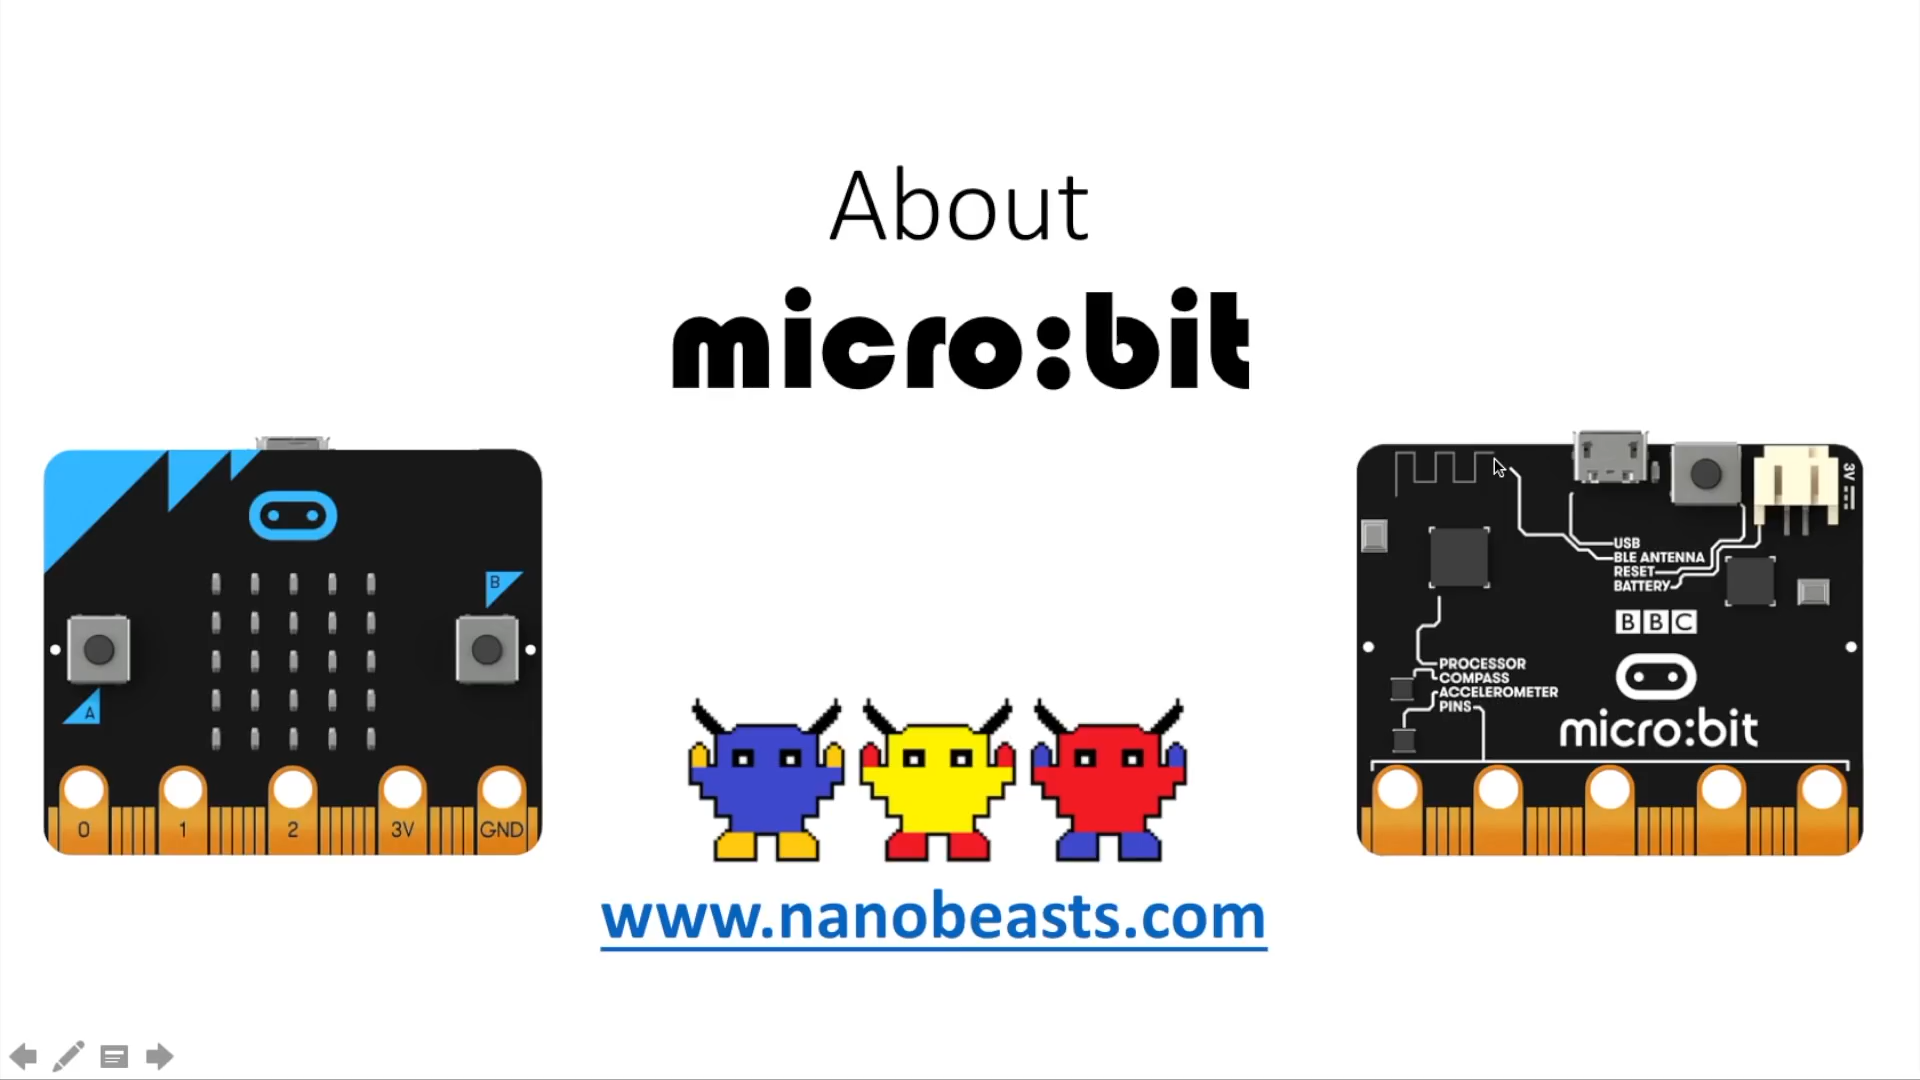 About
micro:bit
B
A
0 1 2 3V GND
3V
USB
BLE ANTENNA
RESET
BATTERY
BBC
PROCESSOR
COMPASS
ACCELEROMETER
PINS
micro:bit
www.nanobeasts.com